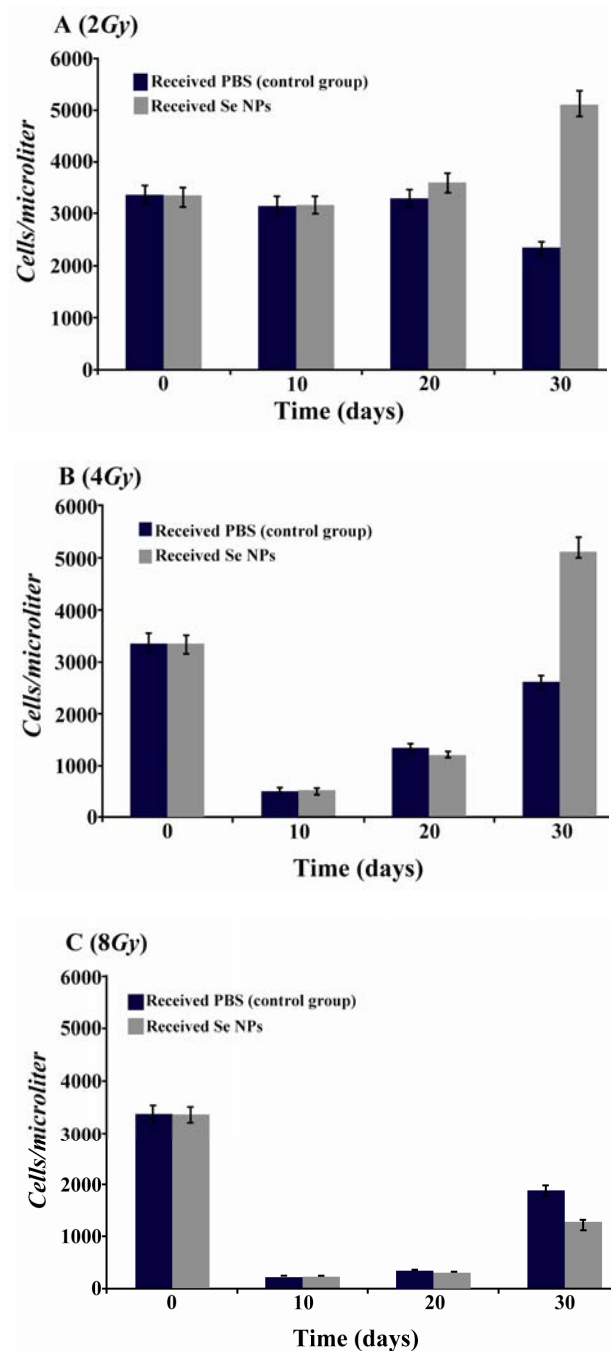 A (2Gy)
Received PBS (control group)
Received Se NPs
Cells/microliter
6000
5000
4000
3000
2000
1000
0
0 10 20 30
Time (days)
B (4Gy)
Received PBS (control group)
Received Se NPs
Cells/microliter
6000
5000
4000
3000
2000
1000
0
0 10 20 30
Time (days)
C (8Gy)
Received PBS (control group)
Received Se NPs
Cells/microliter
6000
5000
4000
3000
2000
1000
0
0 10 20 30
Time (days)